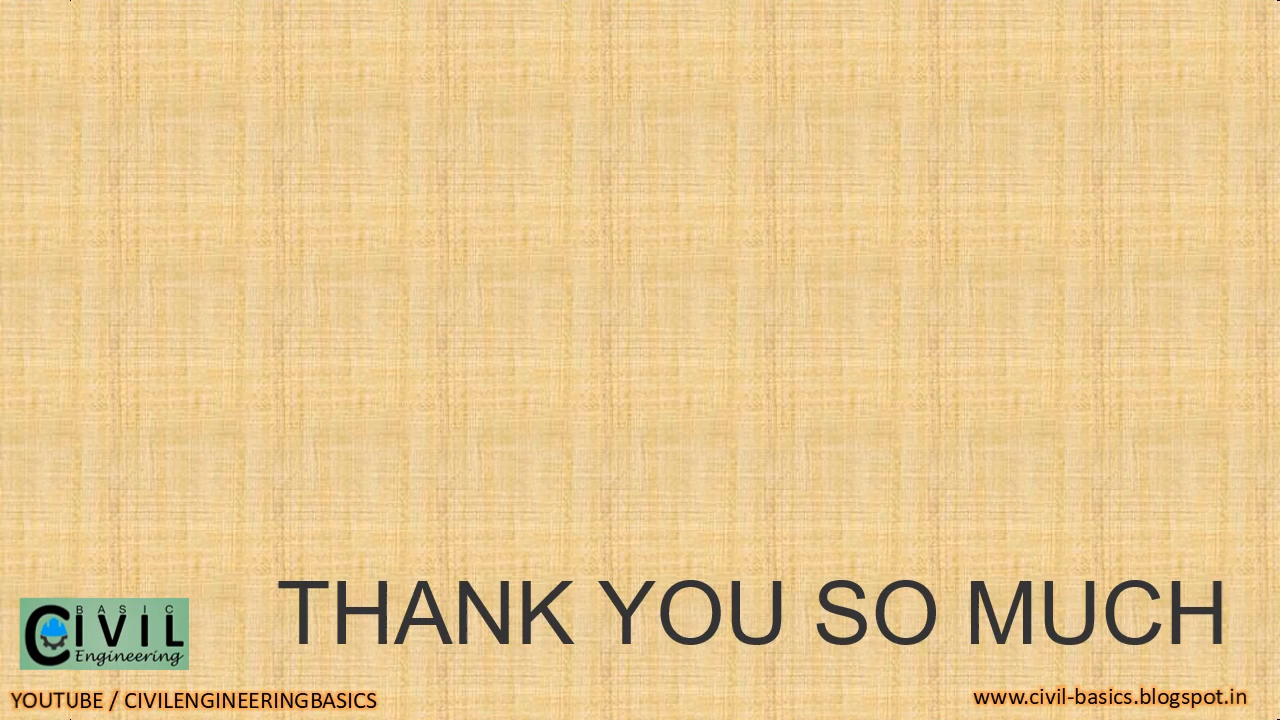 THANK YOU SO MUCH
BASIC
CIVIL
Engineering
YOUTUBE / CIVILENGINEERINGBASICS
www.civil-basics.blogspot.in